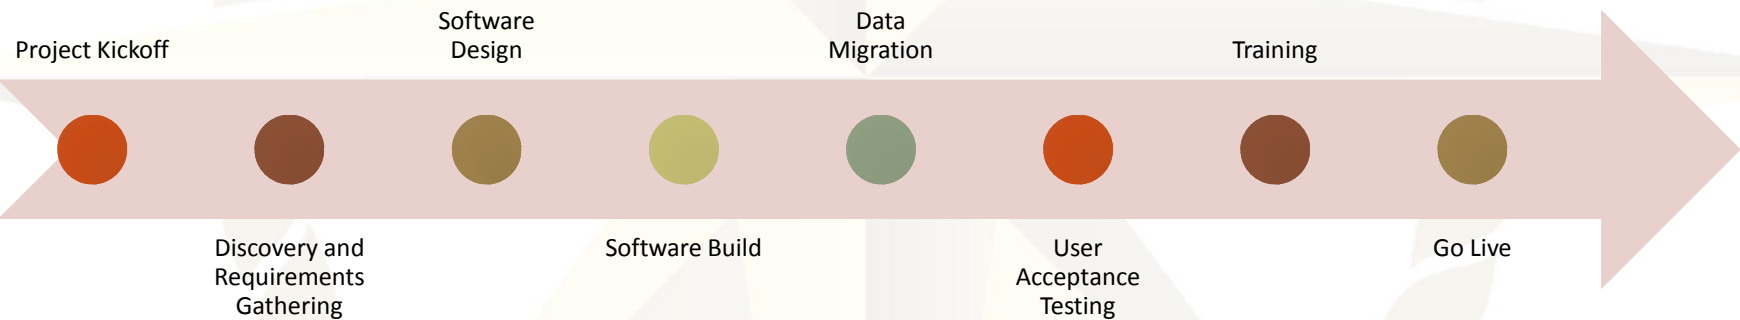 Project Kickoff
Discovery and
Requirements
Gathering
Software
Design
Software Build
Data
Migration
User
Acceptance
Testing
Training
Go Live